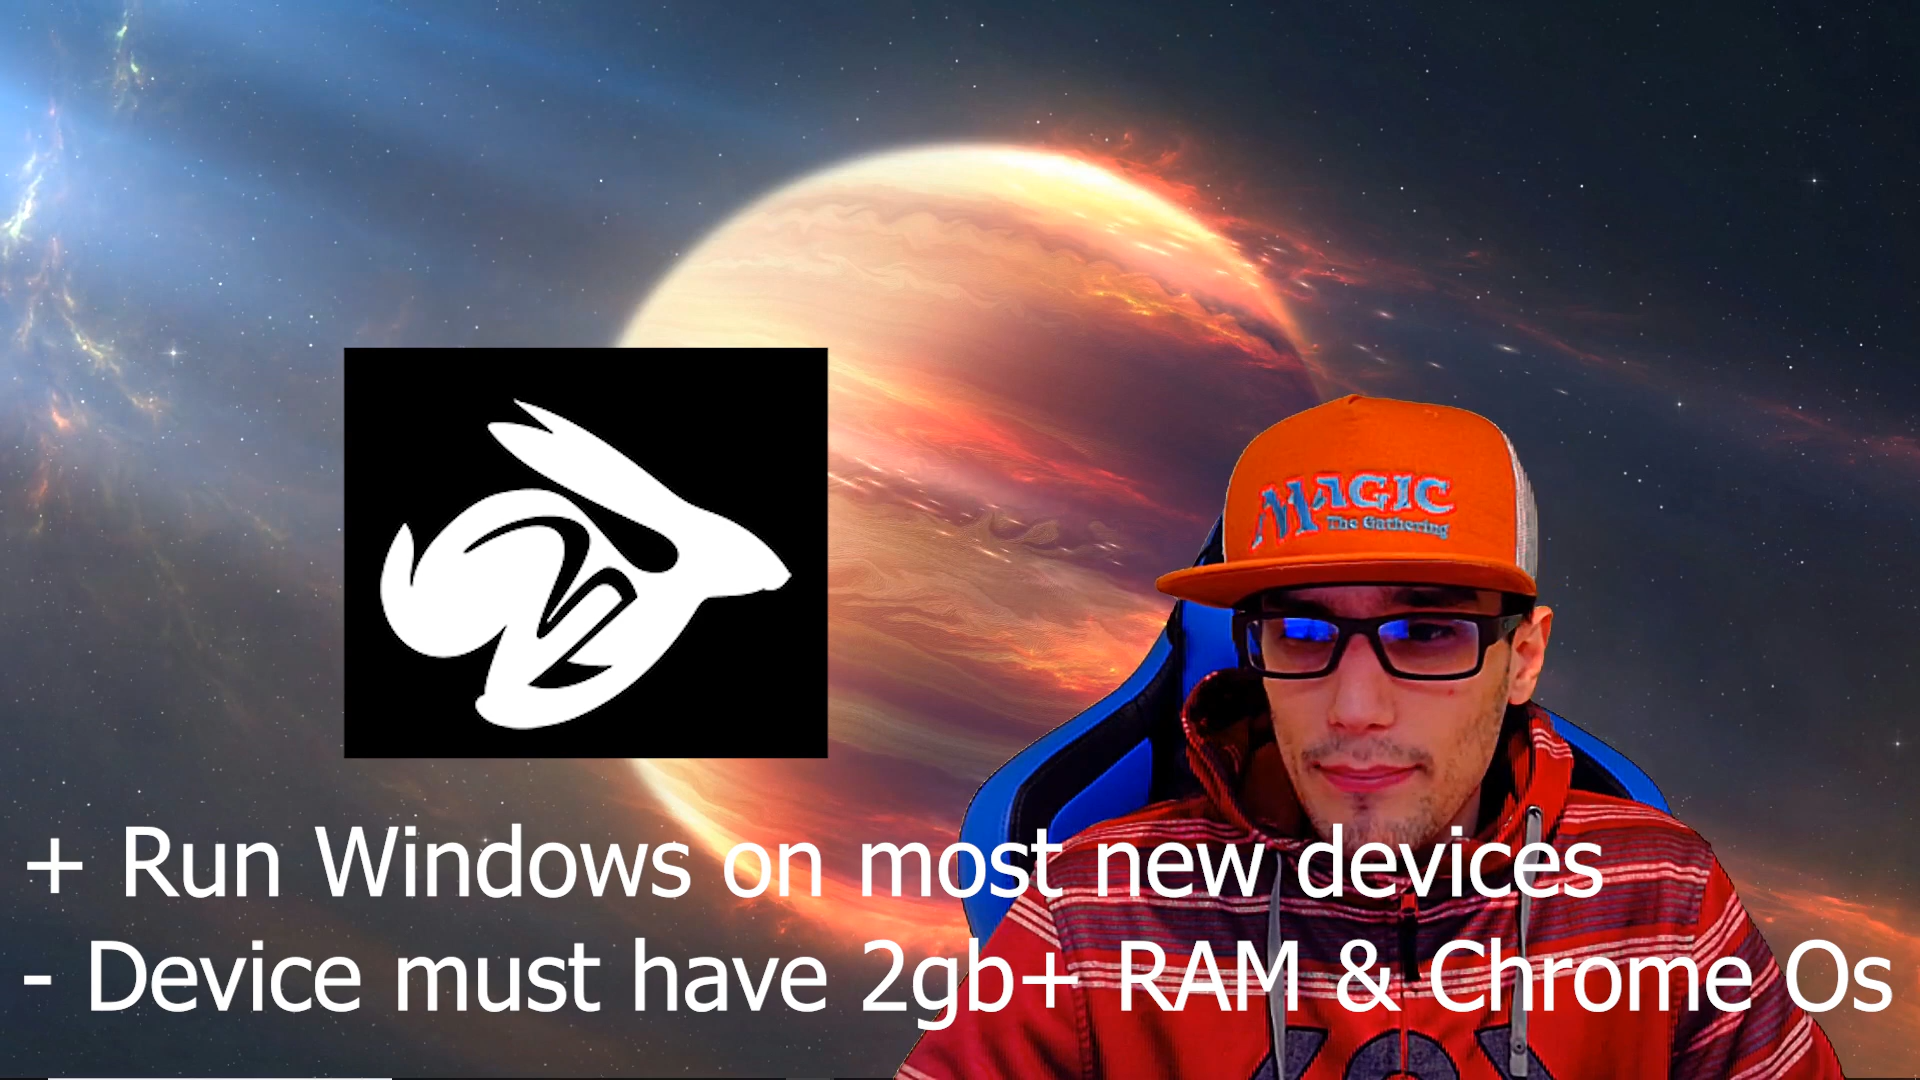 MAGIC
The Gathering
+ Run Windows on most new devices
- Device must have 2gb+ RAM & Chrome Os